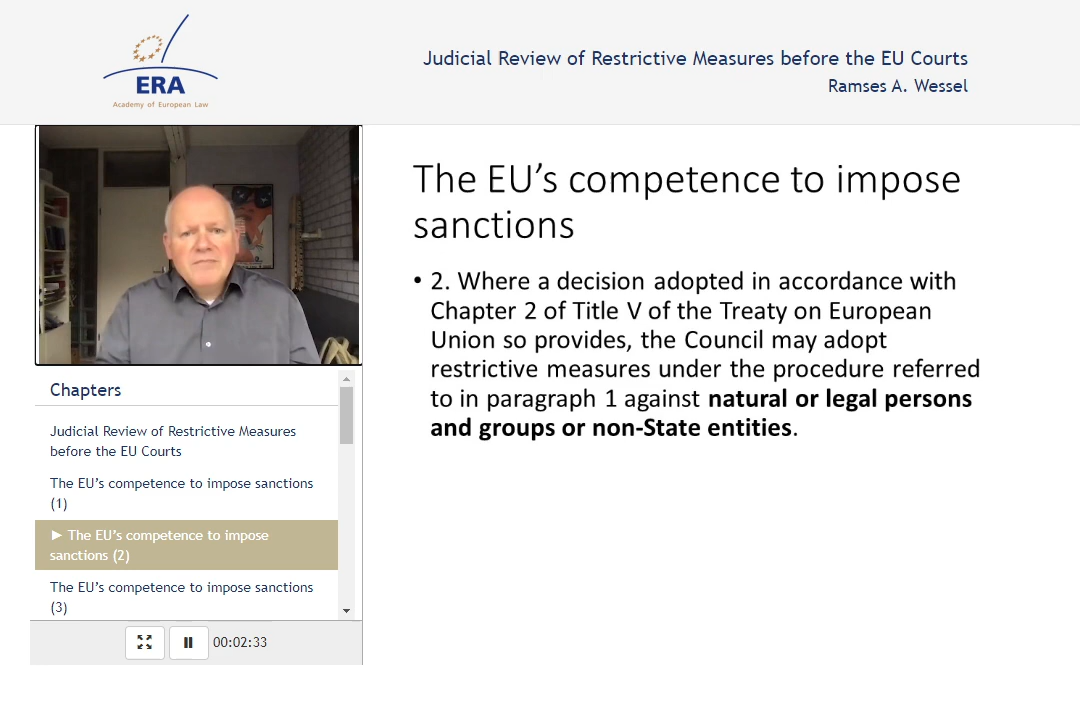 ERA
Academy of European Law
Judicial Review of Restrictive Measures before the EU Courts
Ramses A. Wessel
The EU’s competence to impose
sanctions
• 2. Where a decision adopted in accordance with
Chapter 2 of Title V of the Treaty on European
Union so provides, the Council may adopt
restrictive measures under the procedure referred
to in paragraph 1 against natural or legal persons
and groups or non-State entities.
Chapters
Judicial Review of Restrictive Measures
before the EU Courts
The EU’s competence to impose sanctions
(1)
► The EU’s competence to impose
sanctions (2)
The EU’s competence to impose sanctions
(3)
00:02:33